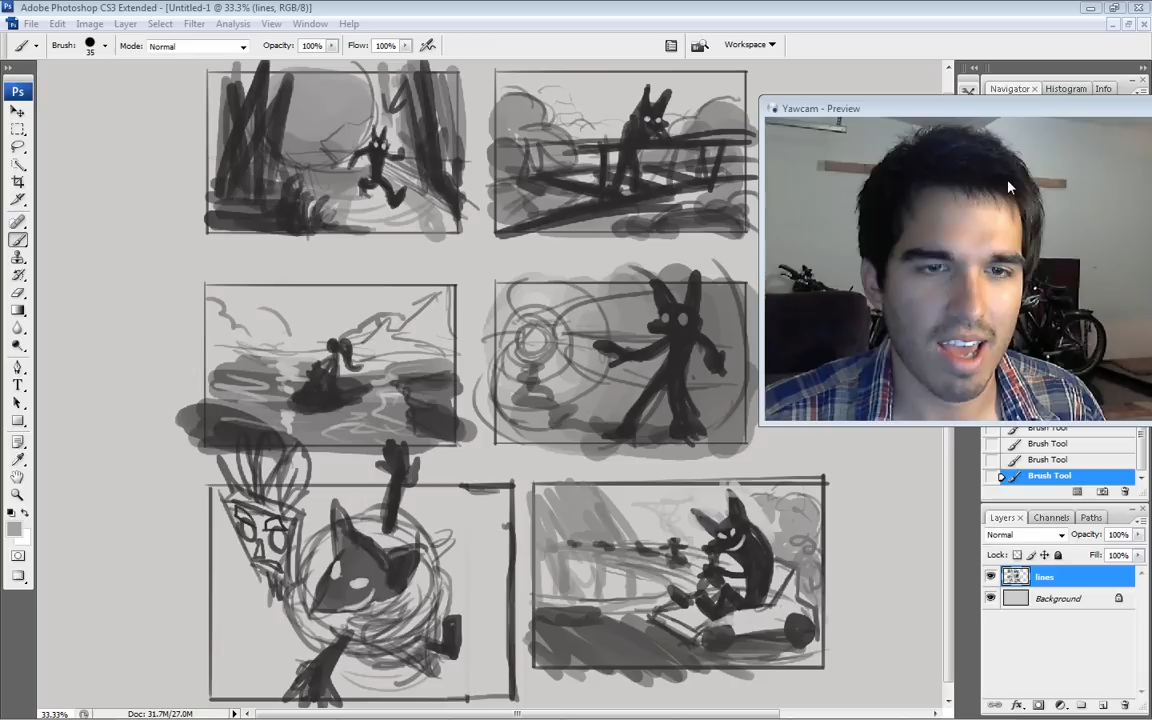 Adobe Photoshop CS3 Extended - [Untitled-1 @ 33.3% (lines, RGB/8)]
File Edit Image Layer Select Filter Analysis View Window Help
Brush: 35 Mode: Normal Opacity: 100% Flow: 100% Workspace
Ps
Navigator Histogram Info
Yawcam - Preview
T
Brush Tool
Brush Tool
Brush Tool
Brush Tool
Layers Channels Paths
Normal Opacity: 100%
Lock: Fill: 100%
lines
Background
33.33% Doc: 31.7M/27.0M